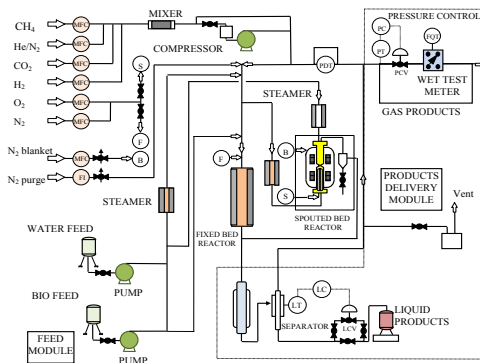 PRESSURE CONTROL
MIXER
CH4
MFC
He/N2
MFC
COMPRESSOR
PC
PT
PCV
FQT
CO2
MFC
S
PDT
WET TEST
METER
H2
MFC
GAS PRODUCTS
O2
MFC
STEAMER
N2
MFC
F
N2 blanket
MFC
B
F
B
N2 purge
FI
S
STEAMER
SPOUTED BED
REACTOR
PRODUCTS
DELIVERY
MODULE
Vent
FIXED BED
REACTOR
WATER FEED
PUMP
BIO FEED
LT
LC
SEPARATOR
LCV
LIQUID
PRODUCTS
FEED
MODULE
PUMP